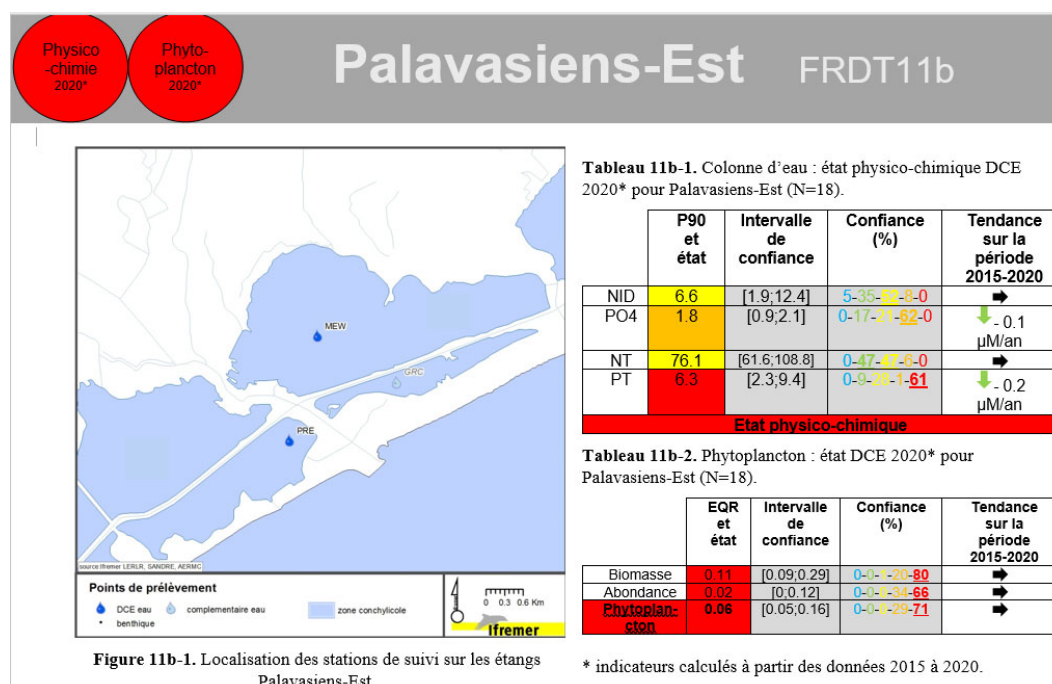 Physico
-chimie
2020*
Phyto-
plancton
2020*
Palavasiens-Est FRDT11b
MEW
GRC
PRE
source:Ifremer LERLR, SANDRE, AERMC
Points de prélèvement
DCE eau
complementaire eau
zone conchylicole
benthique
0 0.3 0.6 Km
Ifremer
Figure 11b-1. Localisation des stations de suivi sur les étangs
Palavasiens-Est
Tableau 11b-1. Colonne d'eau : état physico-chimique DCE
2020* pour Palavasiens-Est (N=18).
P90 et état Intervalle de confiance Confiance (%) Tendance sur la période 2015-2020
NID 6.6 [1.9;12.4] 5-35-52-8-0
PO4 1.8 [0.9;2.1] 0-17-21-62-0 - 0.1 µM/an
NT 76.1 [61.6;108.8] 0-47-47-6-0
PT 6.3 [2.3;9.4] 0-9-28-1-61 - 0.2 µM/an
Etat physico-chimique
Tableau 11b-2. Phytoplancton : état DCE 2020* pour
Palavasiens-Est (N=18).
EQR et état Intervalle de confiance Confiance (%) Tendance sur la période 2015-2020
Biomasse 0.11 [0.09;0.29] 0-0-1-20-80
Abondance 0.02 [0;0.12] 0-0-0-34-66
Phytoplan-cton 0.06 [0.05;0.16] 0-0-0-29-71
* indicateurs calculés à partir des données 2015 à 2020.